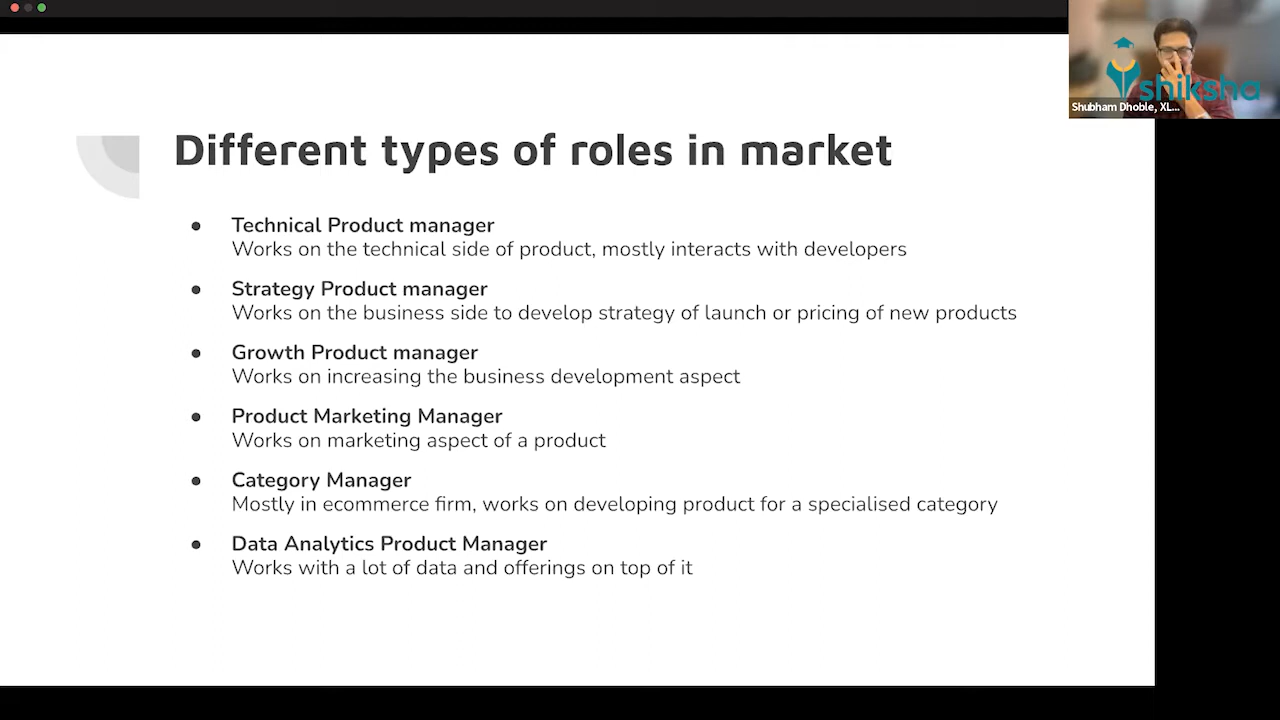 shiksha
Shubham Dhoble, XL...
Different types of roles in market
● Technical Product manager
Works on the technical side of product, mostly interacts with developers
● Strategy Product manager
Works on the business side to develop strategy of launch or pricing of new products
● Growth Product manager
Works on increasing the business development aspect
● Product Marketing Manager
Works on marketing aspect of a product
● Category Manager
Mostly in ecommerce firm, works on developing product for a specialised category
● Data Analytics Product Manager
Works with a lot of data and offerings on top of it